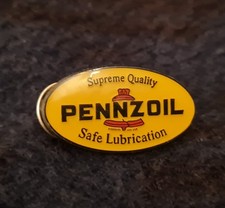 Supreme Quality
PENNZOIL
Safe Lubrication